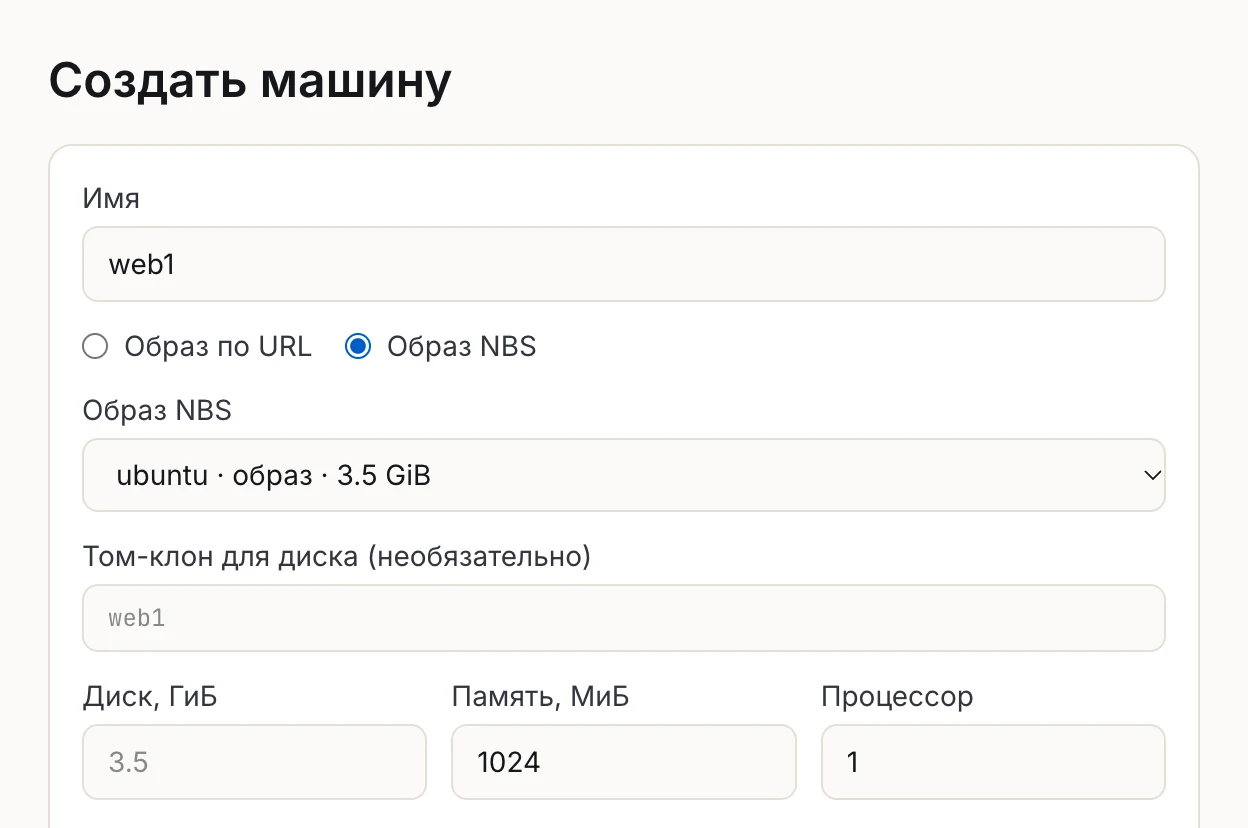 Создать машину
Имя
web1
Образ по URL Образ NBS
Образ NBS
ubuntu · образ · 3.5 GiB
Том-клон для диска (необязательно)
web1
Диск, ГиБ Память, МиБ Процессор
3.5 1024 1